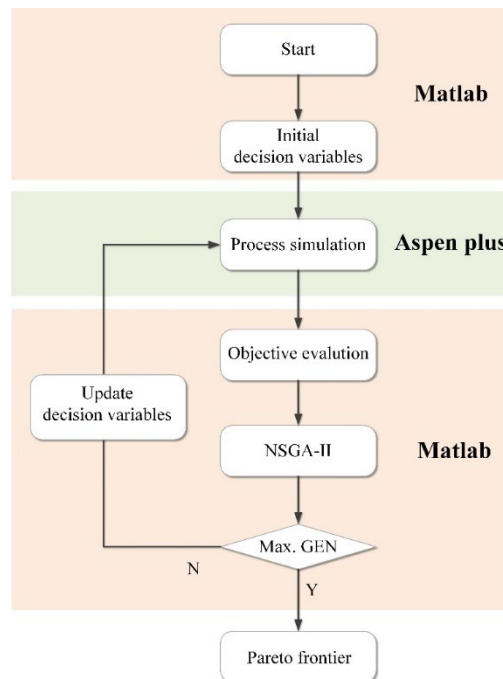 Start
Matlab
Initial
decision variables
Process simulation
Aspen plus
Objective evalution
Update
decision variables
NSGA-II
Matlab
Max. GEN
N
Y
Pareto frontier